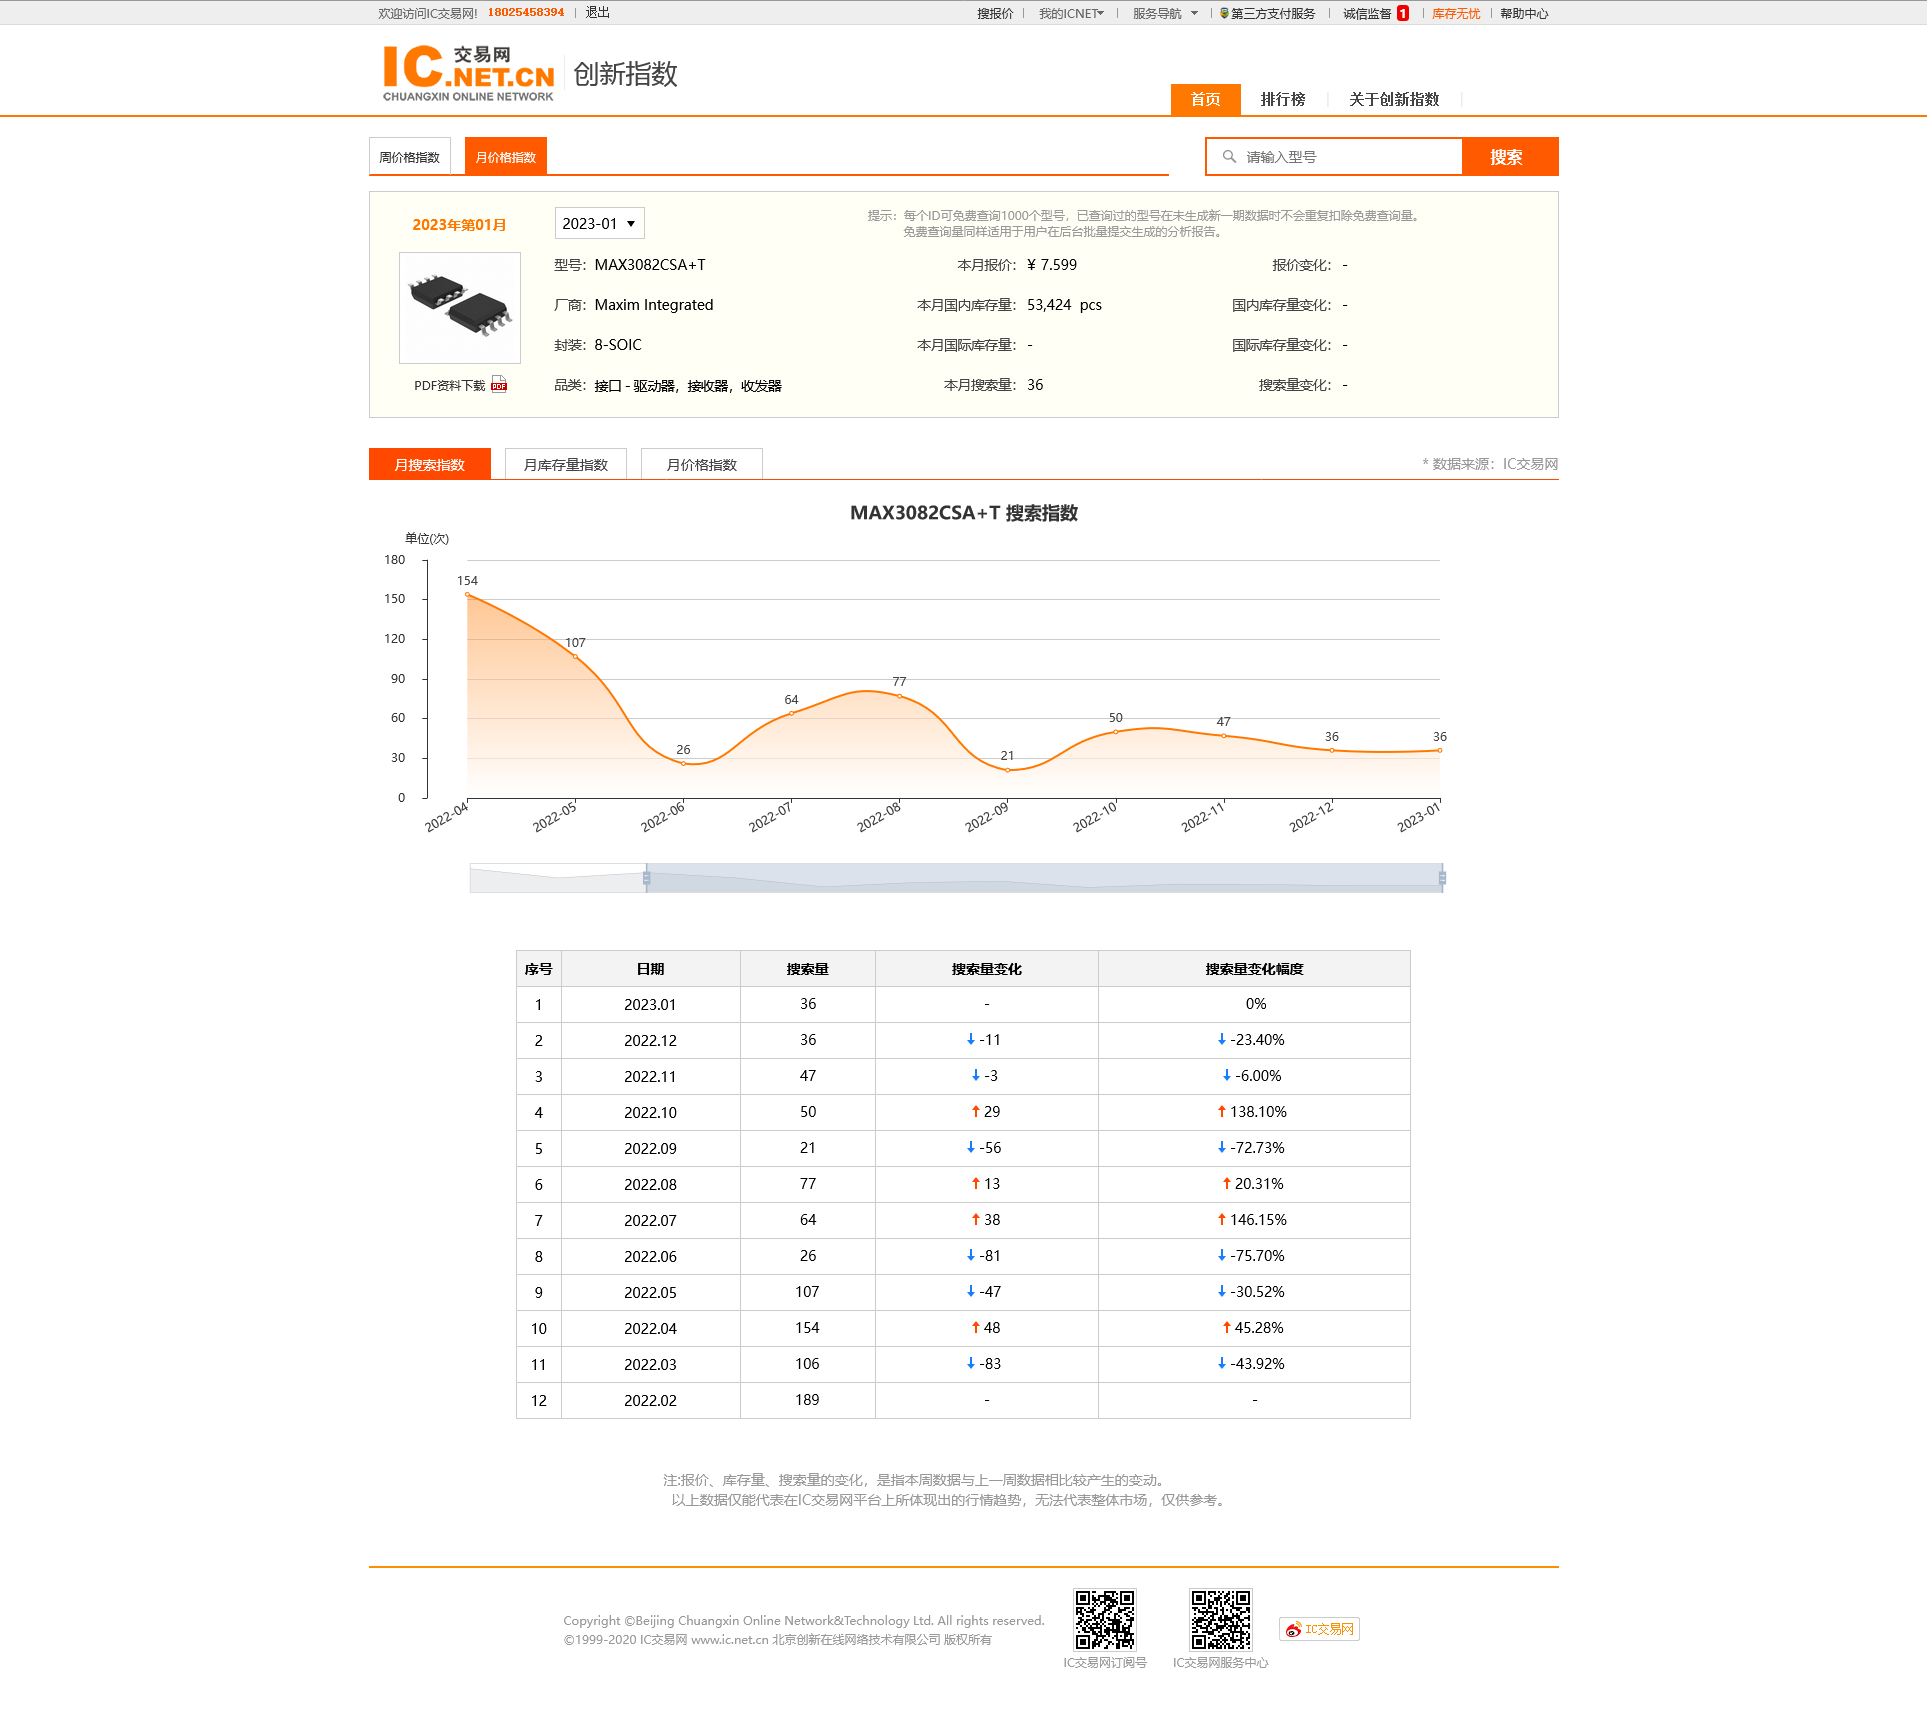 欢迎访问IC交易网! 18025458394 | 退出
搜报价 | 我的ICNET | 服务导航 | 第三方支付服务 | 诚信监督 1 | 库存无忧 | 帮助中心
IC 交易网
.NET.CN
CHUANGXIN ONLINE NETWORK
创新指数
首页 排行榜 关于创新指数
周价格指数 月价格指数 请输入型号 搜索
2023年第01月 2023-01
提示：每个ID可免费查询1000个型号，已查询过的型号在未生成新一期数据时不会重复扣除免费查询量。
免费查询量同样适用于用户在后台批量提交生成的分析报告。
型号：MAX3082CSA+T 本月报价：¥ 7.599 报价变化：-
厂商：Maxim Integrated 本月国内库存量：53,424 pcs 国内库存量变化：-
封装：8-SOIC 本月国际库存量：- 国际库存量变化：-
PDF资料下载 PDF 品类：接口 - 驱动器，接收器，收发器 本月搜索量：36 搜索量变化：-
月搜索指数 月库存量指数 月价格指数 * 数据来源：IC交易网
MAX3082CSA+T 搜索指数
单位(次)
180
150
120
90
60
30
0
154 107 26 64 77 21 50 47 36 36
2022-04 2022-05 2022-06 2022-07 2022-08 2022-09 2022-10 2022-11 2022-12 2023-01
序号 日期 搜索量 搜索量变化 搜索量变化幅度
1 2023.01 36 - 0%
2 2022.12 36 ↓ -11 ↓ -23.40%
3 2022.11 47 ↓ -3 ↓ -6.00%
4 2022.10 50 ↑ 29 ↑ 138.10%
5 2022.09 21 ↓ -56 ↓ -72.73%
6 2022.08 77 ↑ 13 ↑ 20.31%
7 2022.07 64 ↑ 38 ↑ 146.15%
8 2022.06 26 ↓ -81 ↓ -75.70%
9 2022.05 107 ↓ -47 ↓ -30.52%
10 2022.04 154 ↑ 48 ↑ 45.28%
11 2022.03 106 ↓ -83 ↓ -43.92%
12 2022.02 189 - -
注:报价、库存量、搜索量的变化，是指本周数据与上一周数据相比较产生的变动。
以上数据仅能代表在IC交易网平台上所体现出的行情趋势，无法代表整体市场，仅供参考。
Copyright ©Beijing Chuangxin Online Network&Technology Ltd. All rights reserved.
©1999-2020 IC交易网 www.ic.net.cn 北京创新在线网络技术有限公司 版权所有
IC交易网
IC交易网订阅号 IC交易网服务中心